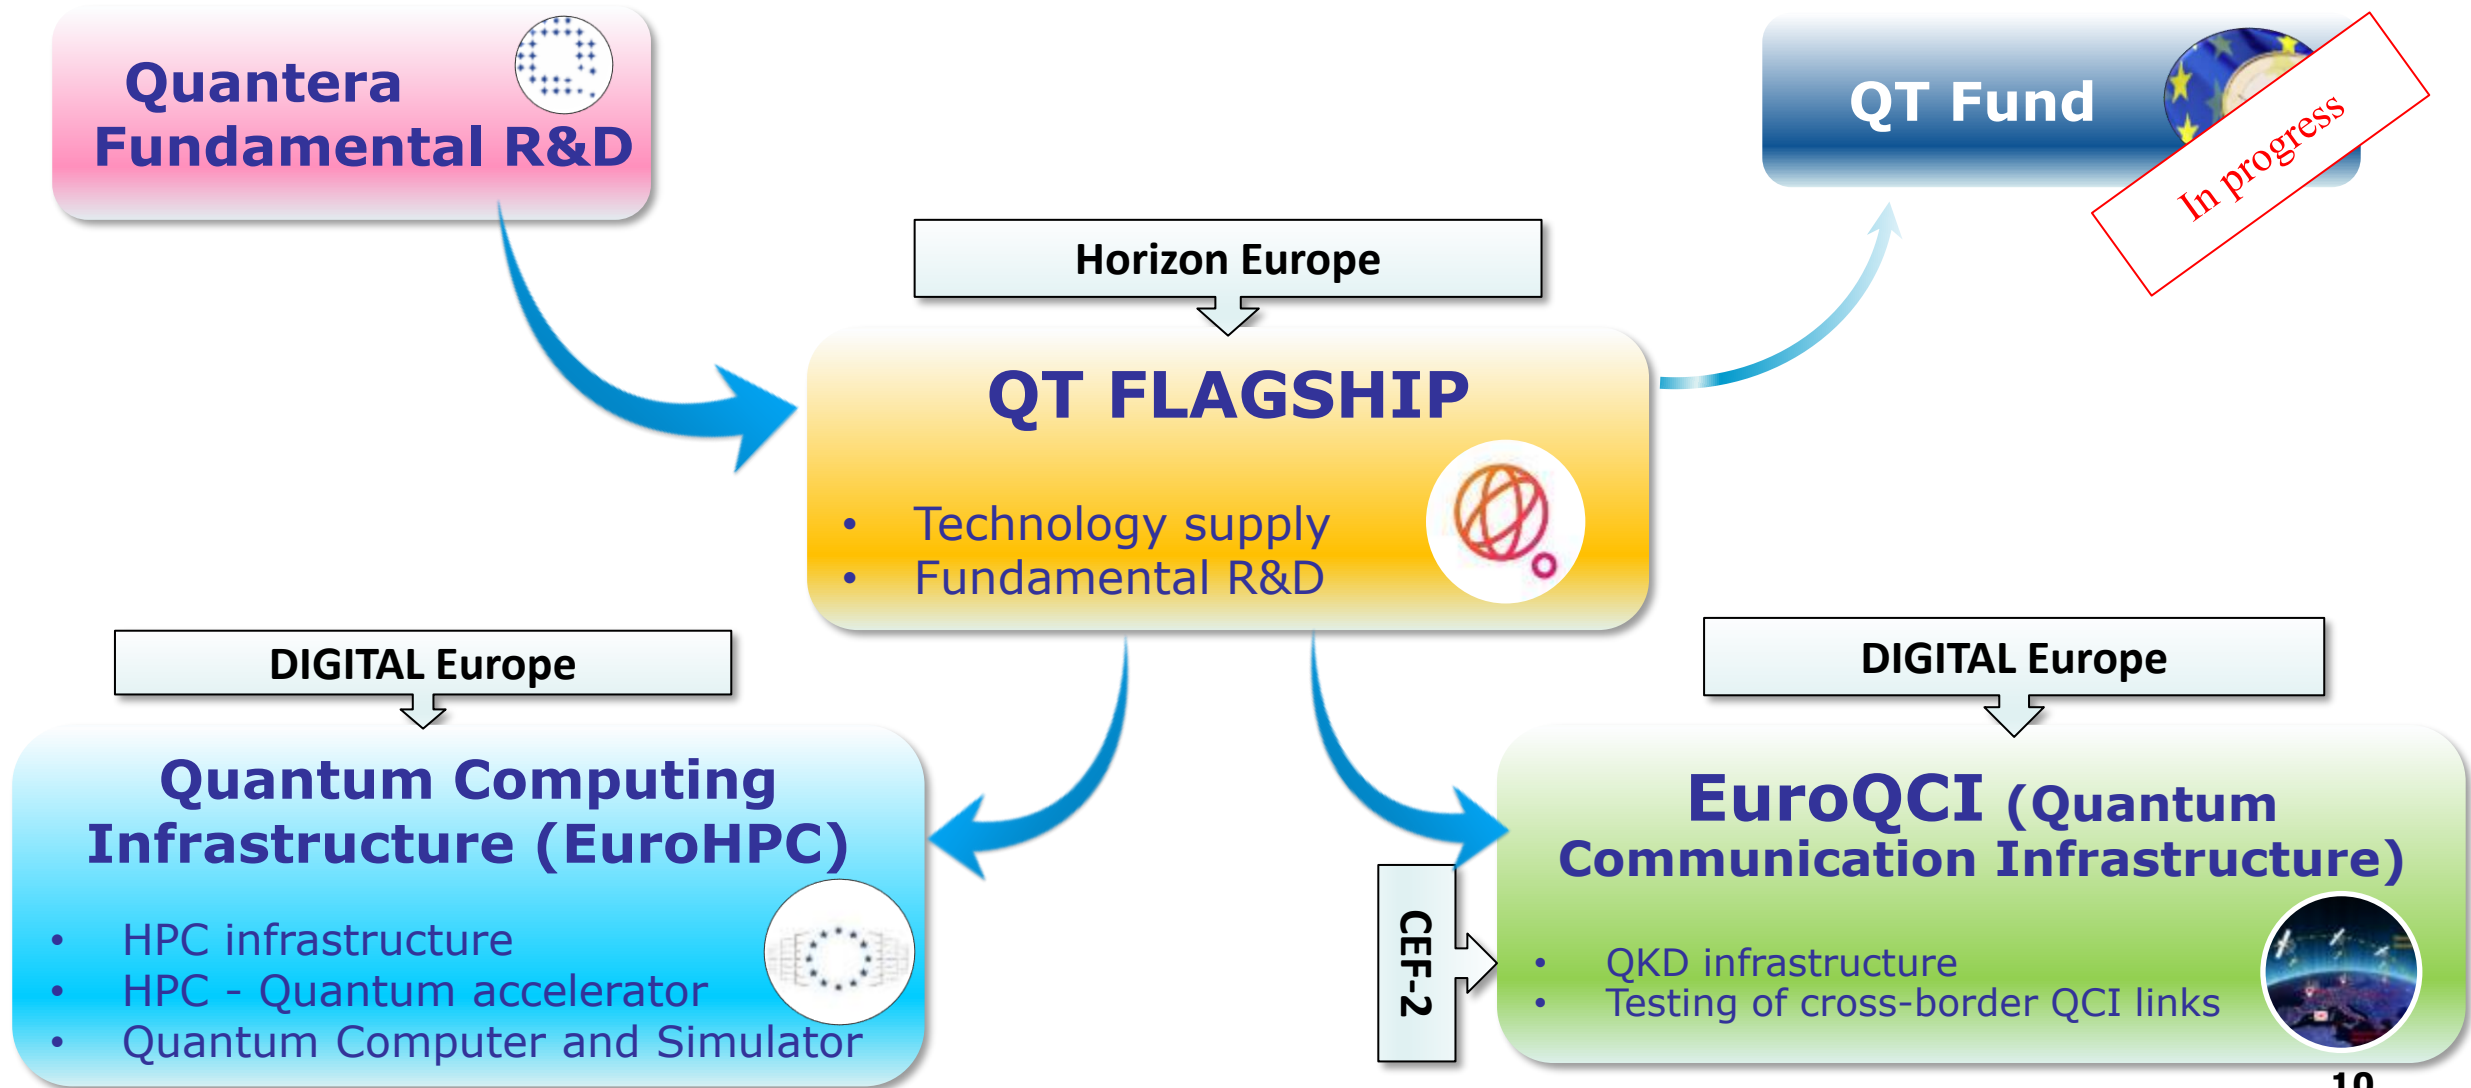 Quantera
Fundamental R&D
QT Fund
In progress
Horizon Europe
QT FLAGSHIP
• Technology supply
• Fundamental R&D
DIGITAL Europe
Quantum Computing
Infrastructure (EuroHPC)
• HPC infrastructure
• HPC - Quantum accelerator
• Quantum Computer and Simulator
DIGITAL Europe
EuroQCI (Quantum
Communication Infrastructure)
CEF-2
• QKD infrastructure
• Testing of cross-border QCI links
10